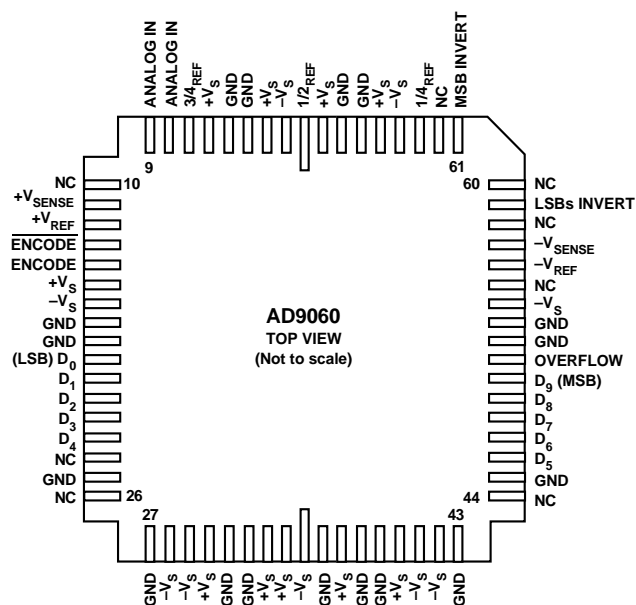 ANALOG IN
ANALOG IN
3/4REF
+VS
GND
GND
+VS
–VS
1/2REF
+VS
GND
GND
+VS
–VS
1/4REF
NC
MSB INVERT
9
61
NC
10
+VSENSE
+VREF
ENCODE
ENCODE
+VS
–VS
GND
GND
(LSB) D0
D1
D2
D3
D4
NC
GND
NC
26
AD9060
TOP VIEW
(Not to scale)
60
NC
LSBs INVERT
NC
–VSENSE
–VREF
NC
–VS
GND
GND
OVERFLOW
D9 (MSB)
D8
D7
D6
D5
GND
44
NC
27
43
GND
–VS
–VS
+VS
GND
GND
+VS
+VS
–VS
GND
+VS
GND
GND
+VS
–VS
–VS
GND